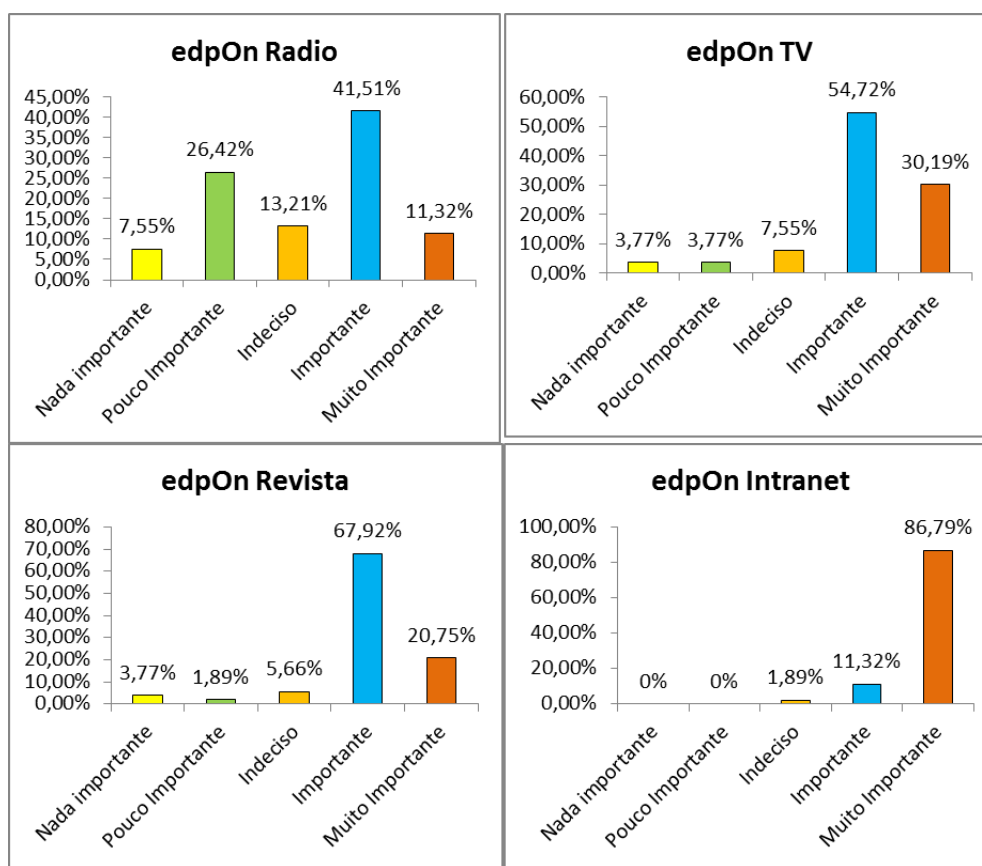 edpOn Radio
45,00%
40,00%
35,00%
30,00%
25,00%
20,00%
15,00%
10,00%
5,00%
0,00%
7,55%
26,42%
13,21%
41,51%
11,32%
Nada importante
Pouco Importante
Indeciso
Importante
Muito Importante
edpOn TV
60,00%
50,00%
40,00%
30,00%
20,00%
10,00%
0,00%
3,77%
3,77%
7,55%
54,72%
30,19%
Nada importante
Pouco Importante
Indeciso
Importante
Muito Importante
edpOn Revista
80,00%
70,00%
60,00%
50,00%
40,00%
30,00%
20,00%
10,00%
0,00%
3,77%
1,89%
5,66%
67,92%
20,75%
Nada importante
Pouco Importante
Indeciso
Importante
Muito Importante
edpOn Intranet
100,00%
80,00%
60,00%
40,00%
20,00%
0,00%
0%
0%
1,89%
11,32%
86,79%
Nada importante
Pouco Importante
Indeciso
Importante
Muito Importante